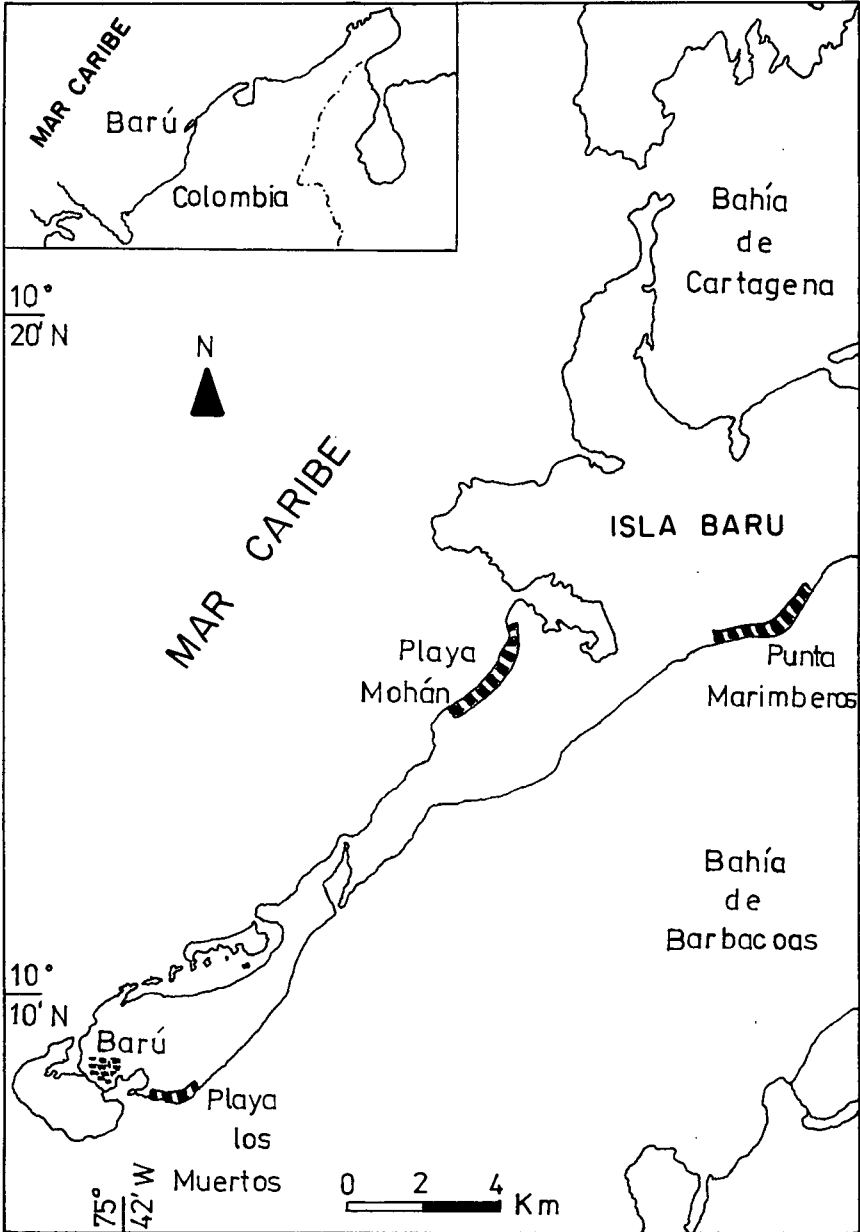 MAR CARIBE
Barú
Colombia
Bahía
de
Cartagena
10°
20' N
N
MAR CARIBE
ISLA BARU
Playa
Mohán
Punta
Marimberos
Bahía
de
Barbacoas
10°
10' N
Barú
Playa
los
Muertos
75°
42' W
0 2 4 Km